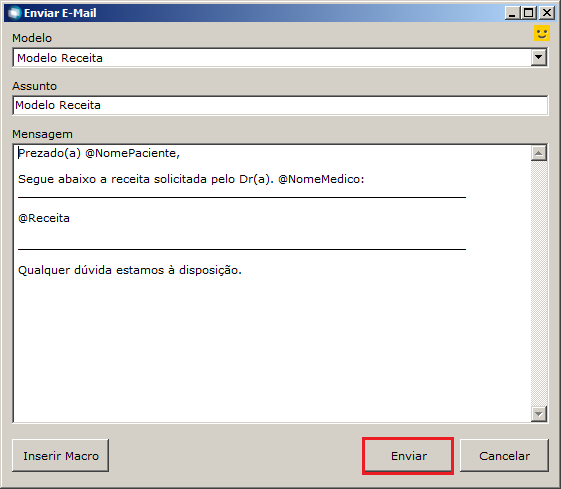 Enviar E-Mail
Modelo
Modelo Receita
Assunto
Modelo Receita
Mensagem
Prezado(a) @NomePaciente,
Segue abaixo a receita solicitada pelo Dr(a). @NomeMedico:
@Receita
Qualquer dúvida estamos à disposição.
Inserir Macro
Enviar
Cancelar